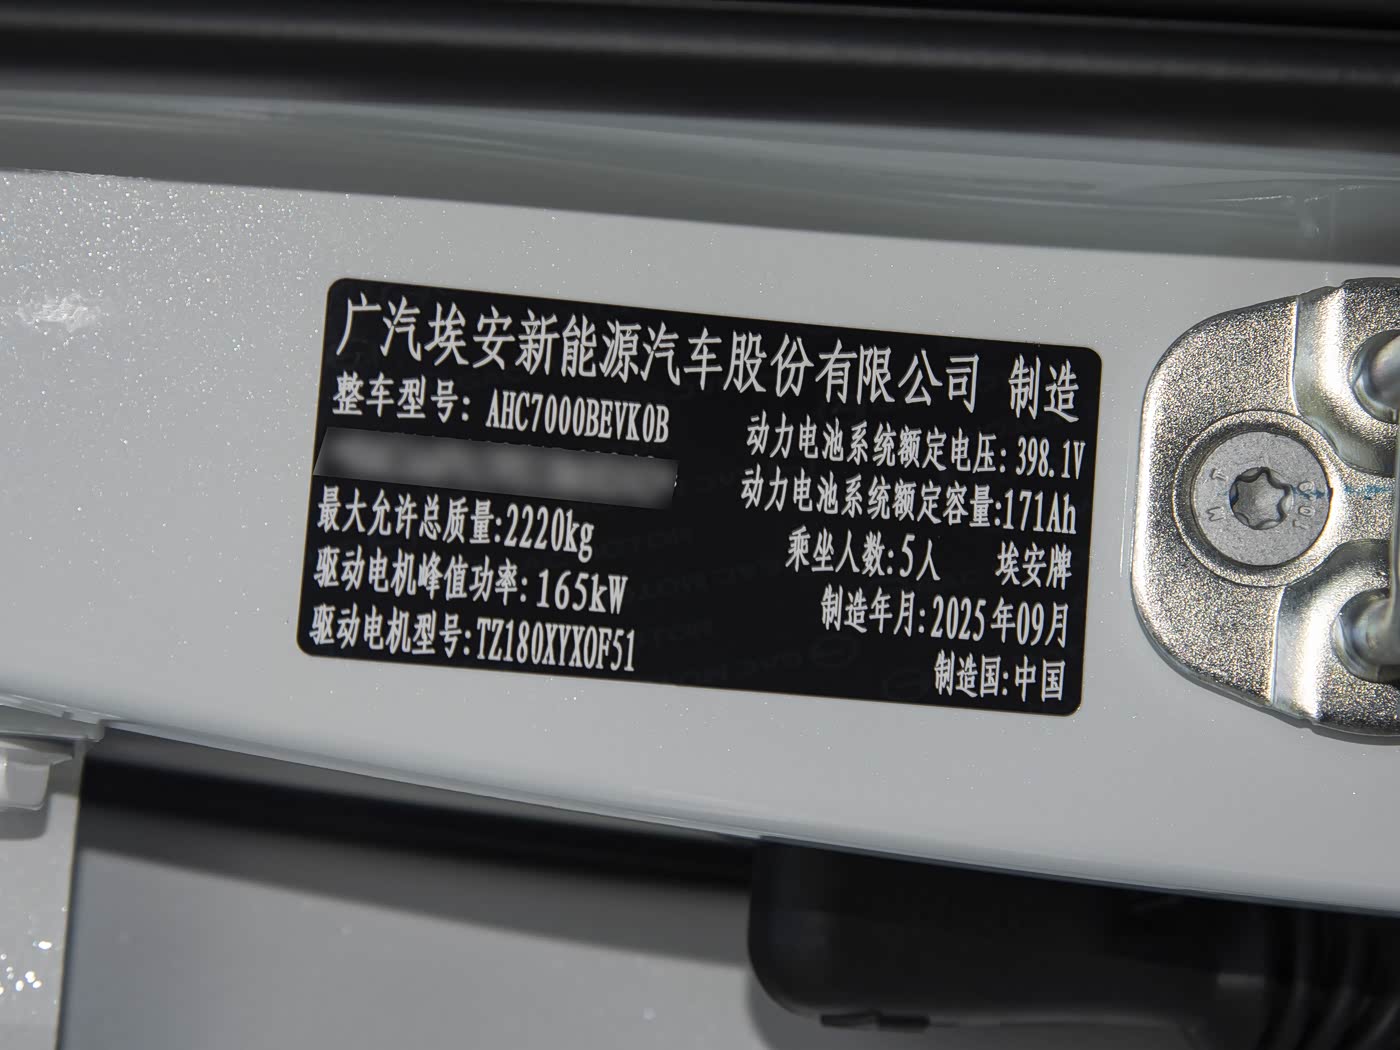 广汽埃安新能源汽车股份有限公司 制造
整车型号: AHC7000BEVK0B
动力电池系统额定电压: 398.1V
动力电池系统额定容量:171Ah
最大允许总质量:2220kg
乘坐人数:5人 埃安牌
驱动电机峰值功率: 165kW
制造年月:2025年09月
驱动电机型号:TZ180XYX0F51
制造国:中国